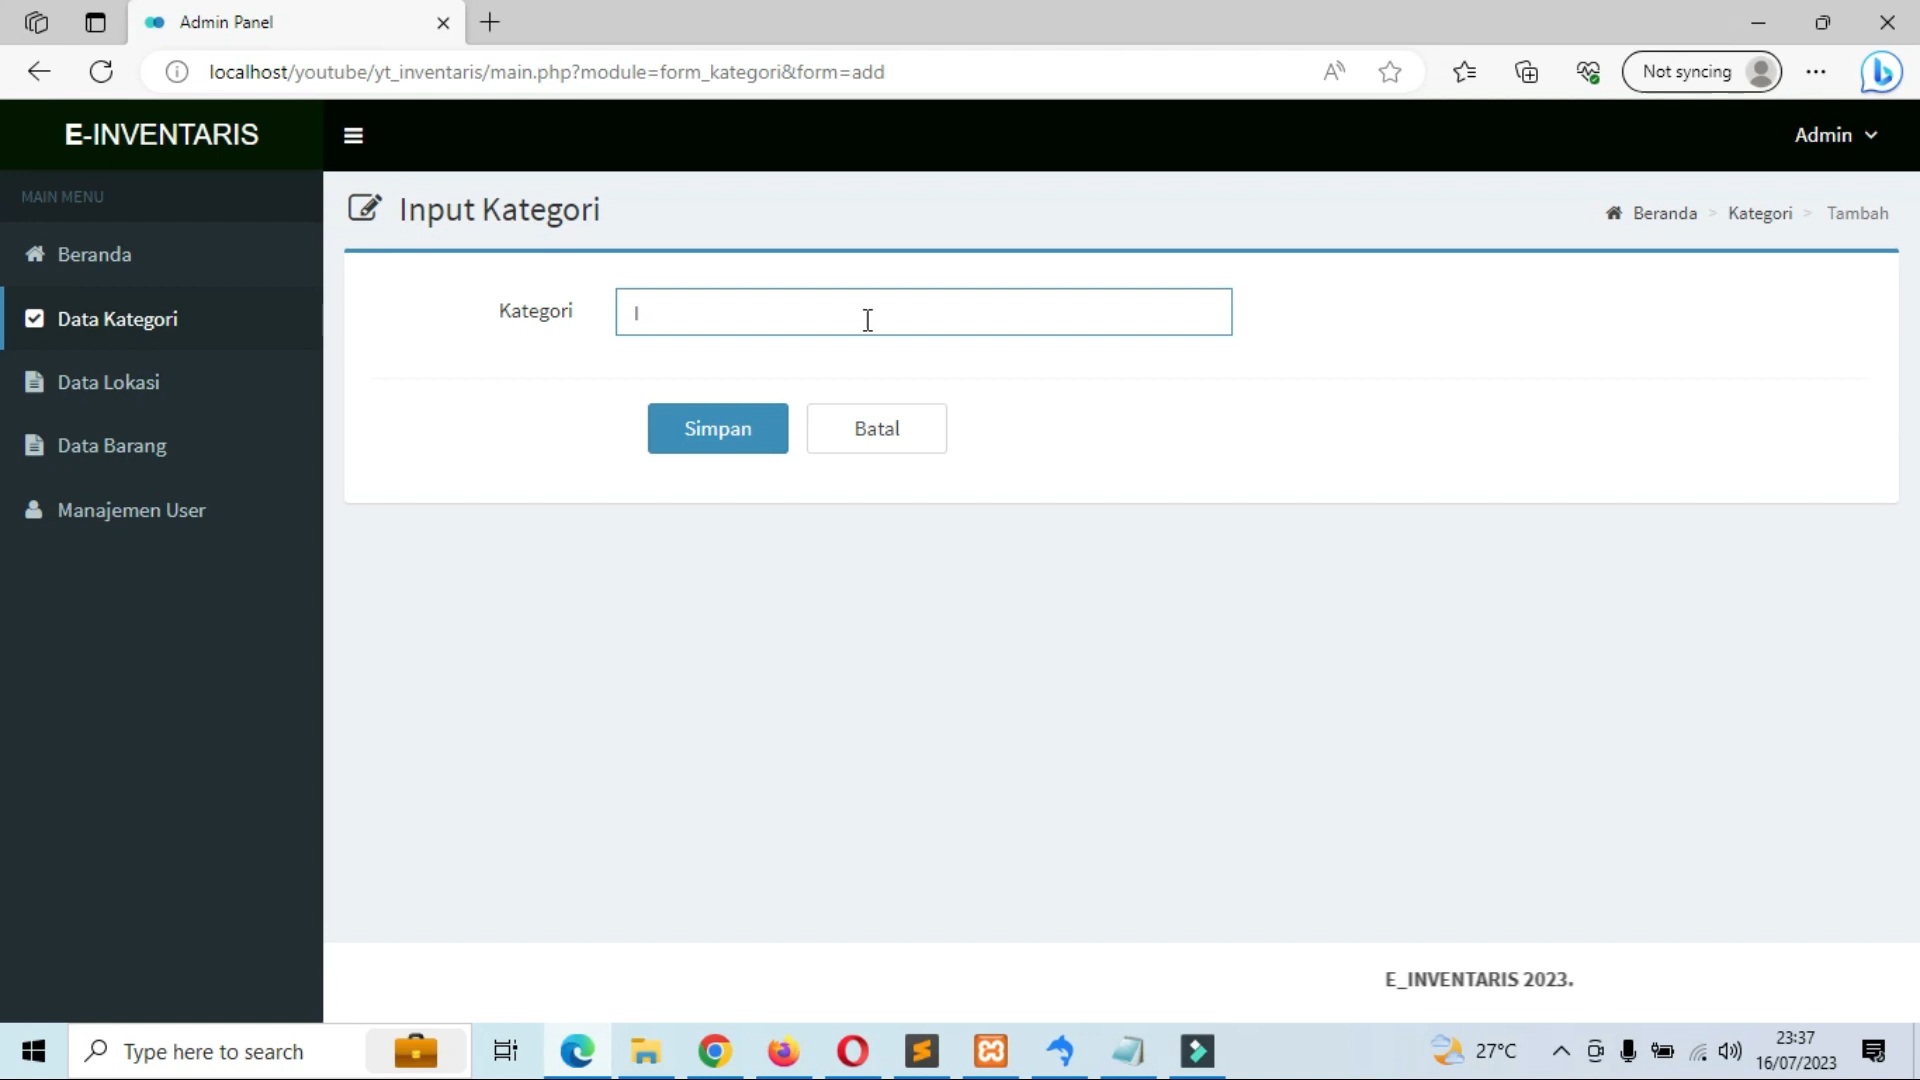 Admin Panel
localhost/youtube/yt_inventaris/main.php?module=form_kategori&form=add
Not syncing
E-INVENTARIS
Admin
MAIN MENU
Input Kategori
Beranda > Kategori > Tambah
Beranda
Data Kategori
Data Lokasi
Data Barang
Manajemen User
Kategori
Simpan
Batal
E_INVENTARIS 2023.
Type here to search
27°C
23:37
16/07/2023